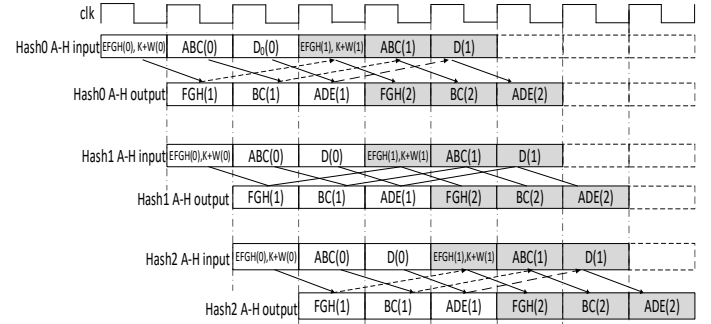 clk
Hash0 A-H input EFGH(0), K+W(0) ABC(0) D₀(0) EFGH(1), K+W(1) ABC(1) D(1)
Hash0 A-H output FGH(1) BC(1) ADE(1) FGH(2) BC(2) ADE(2)
Hash1 A-H input EFGH(0),K+W(0) ABC(0) D(0) EFGH(1),K+W(1) ABC(1) D(1)
Hash1 A-H output FGH(1) BC(1) ADE(1) FGH(2) BC(2) ADE(2)
Hash2 A-H input EFGH(0),K+W(0) ABC(0) D(0) EFGH(1),K+W(1) ABC(1) D(1)
Hash2 A-H output FGH(1) BC(1) ADE(1) FGH(2) BC(2) ADE(2)